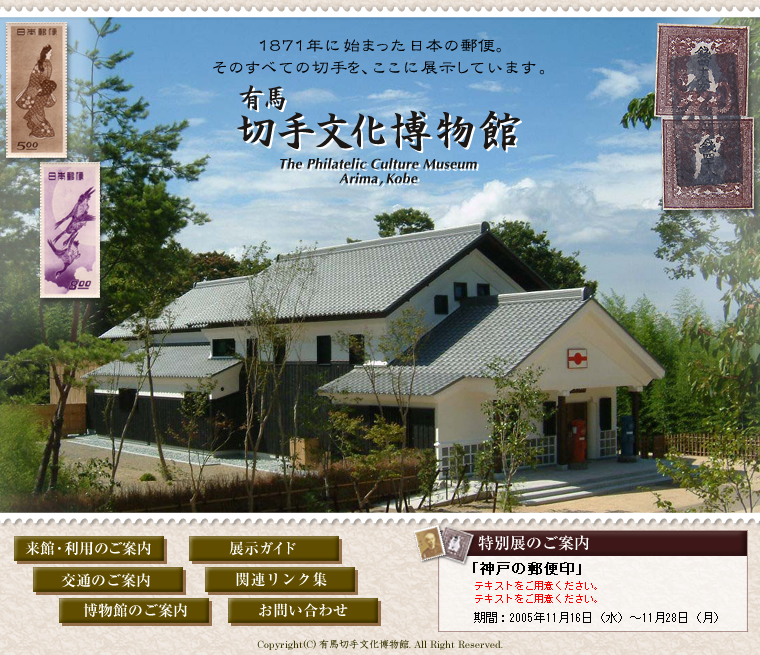 日本郵便
500
日本郵便
8.00
1871年に始まった日本の郵便。
そのすべての切手を、ここに展示しています。
有馬
切手文化博物館
The Philatelic Culture Museum
Arima, Kobe
来館・利用のご案内
展示ガイド
交通のご案内
関連リンク集
博物館のご案内
お問い合わせ
特別展のご案内
「神戸の郵便印」
テキストをご用意ください。
テキストをご用意ください。
期間：2005年11月16日（水）～11月28日（月）
Copyright(C) 有馬切手文化博物館. All Right Reserved.